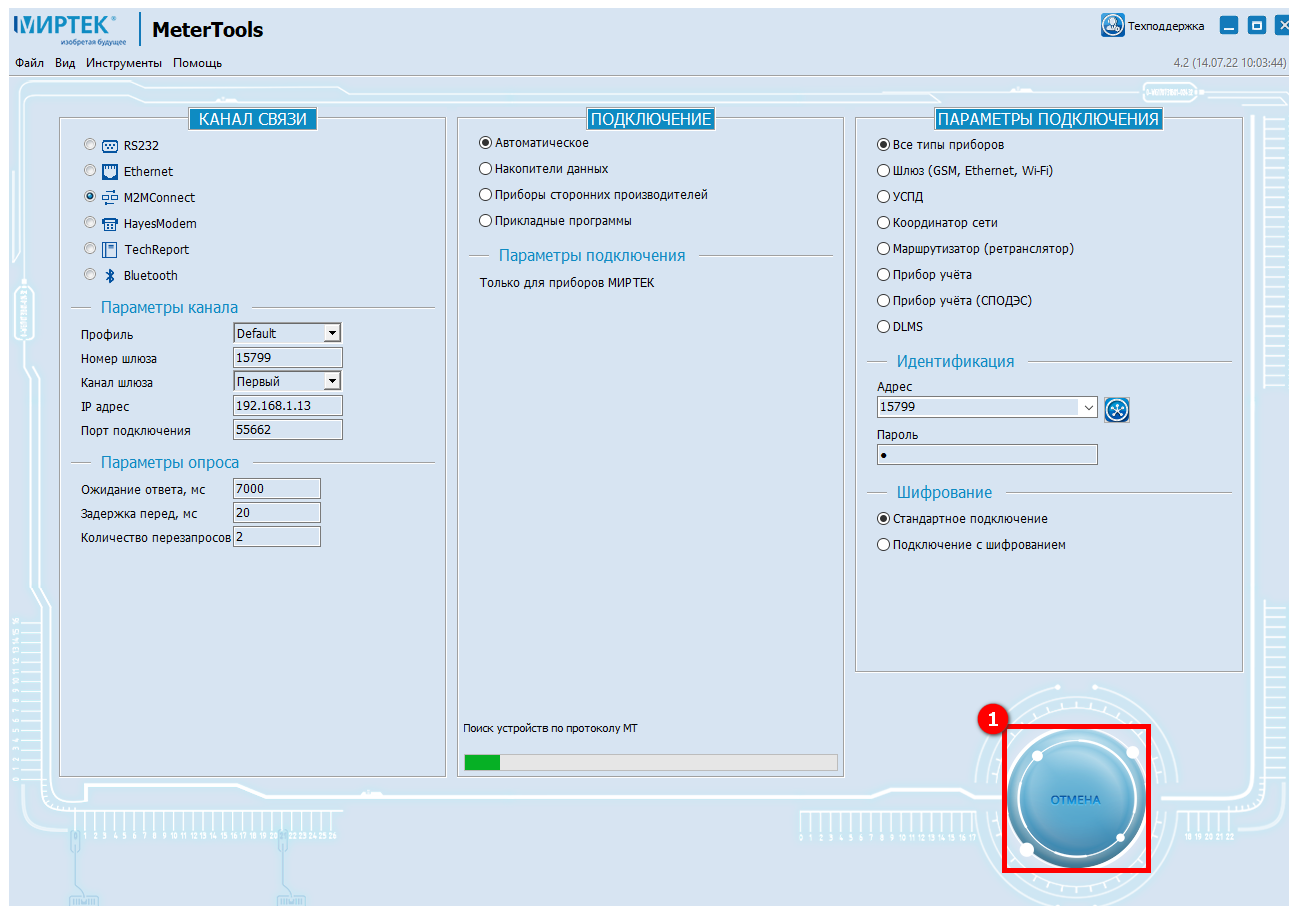 МИРТЕК®
изобретая будущее
MeterTools
Техподдержка
Файл Вид Инструменты Помощь
4.2 (14.07.22 10:03:44)
КАНАЛ СВЯЗИ
RS232
Ethernet
M2MConnect
HayesModem
TechReport
Bluetooth
Параметры канала
Профиль Default
Номер шлюза 15799
Канал шлюза Первый
IP адрес 192.168.1.13
Порт подключения 55662
Параметры опроса
Ожидание ответа, мс 7000
Задержка перед, мс 20
Количество перезапросов 2
ПОДКЛЮЧЕНИЕ
Автоматическое
Накопители данных
Приборы сторонних производителей
Прикладные программы
Параметры подключения
Только для приборов МИРТЕК
Поиск устройств по протоколу МТ
ПАРАМЕТРЫ ПОДКЛЮЧЕНИЯ
Все типы приборов
Шлюз (GSM, Ethernet, Wi-Fi)
УСПД
Координатор сети
Маршрутизатор (ретранслятор)
Прибор учёта
Прибор учёта (СПОДЭС)
DLMS
Идентификация
Адрес
15799
Пароль
●
Шифрование
Стандартное подключение
Подключение с шифрованием
1
ОТМЕНА